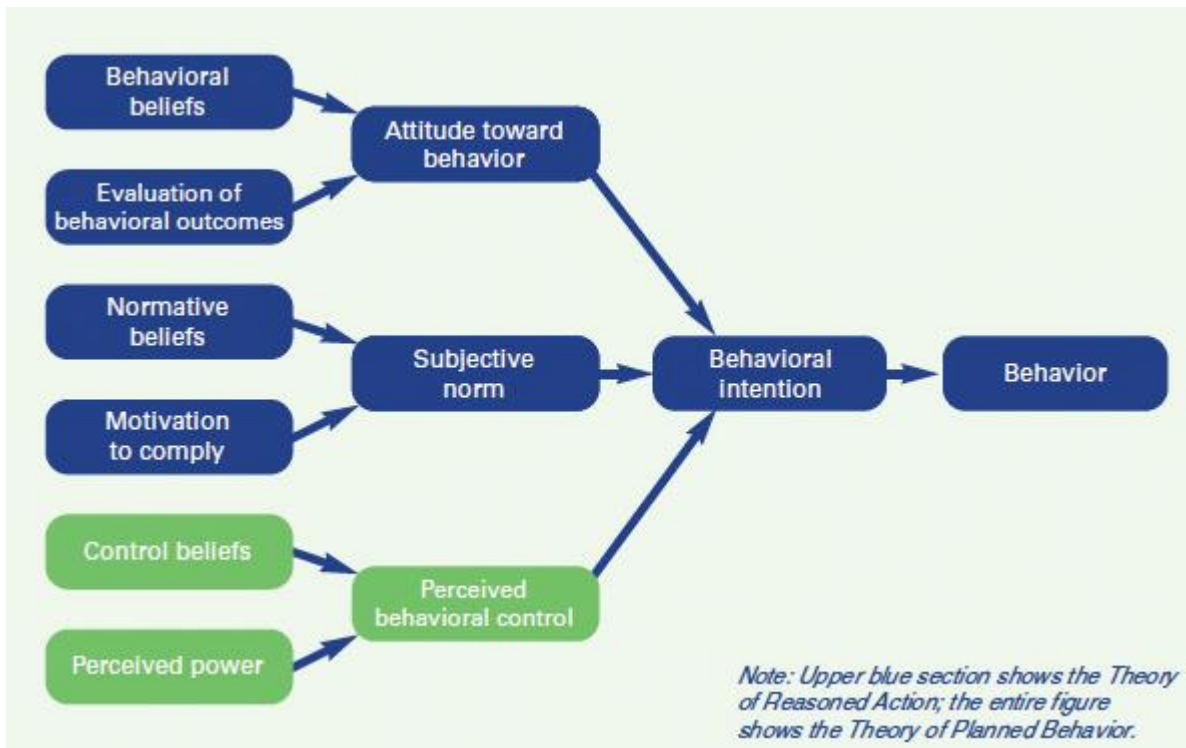 Behavioral
beliefs
Attitude toward
behavior
Evaluation of
behavioral outcomes
Normative
beliefs
Subjective
norm
Behavioral
intention
Behavior
Motivation
to comply
Control beliefs
Perceived
behavioral control
Perceived power
Note: Upper blue section shows the Theory
of Reasoned Action; the entire figure
shows the Theory of Planned Behavior.